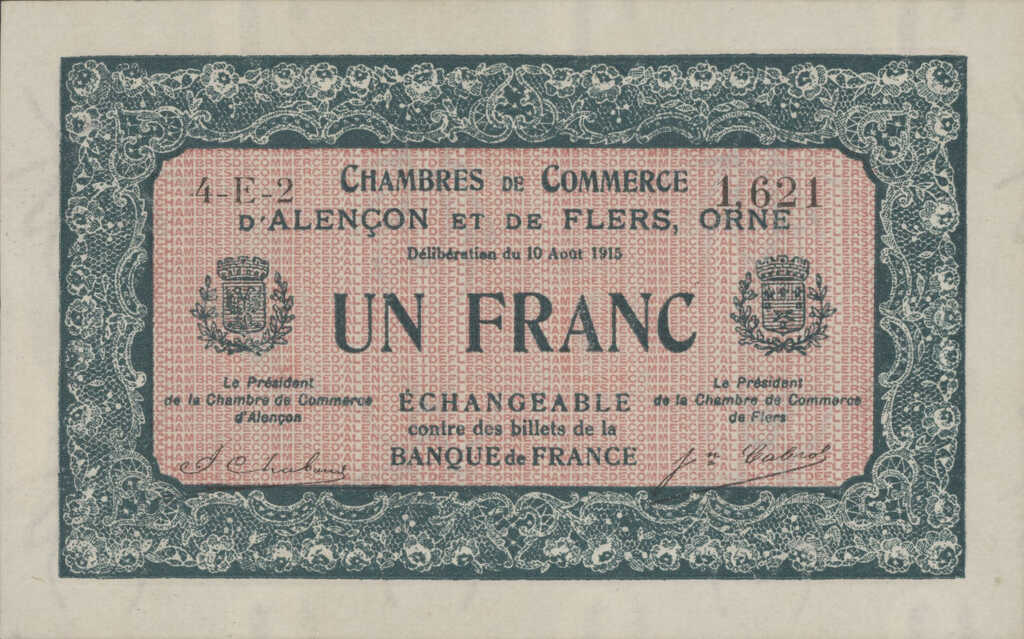 4-E-2
CHAMBRES DE COMMERCE
1,621
D'ALENÇON ET DE FLERS, ORNE
Délibération du 10 Août 1915
UN FRANC
Le Président
de la Chambre de Commerce
d'Alençon
ÉCHANGEABLE
contre des billets de la
BANQUE de FRANCE
Le Président
de la Chambre de Commerce
de Flers